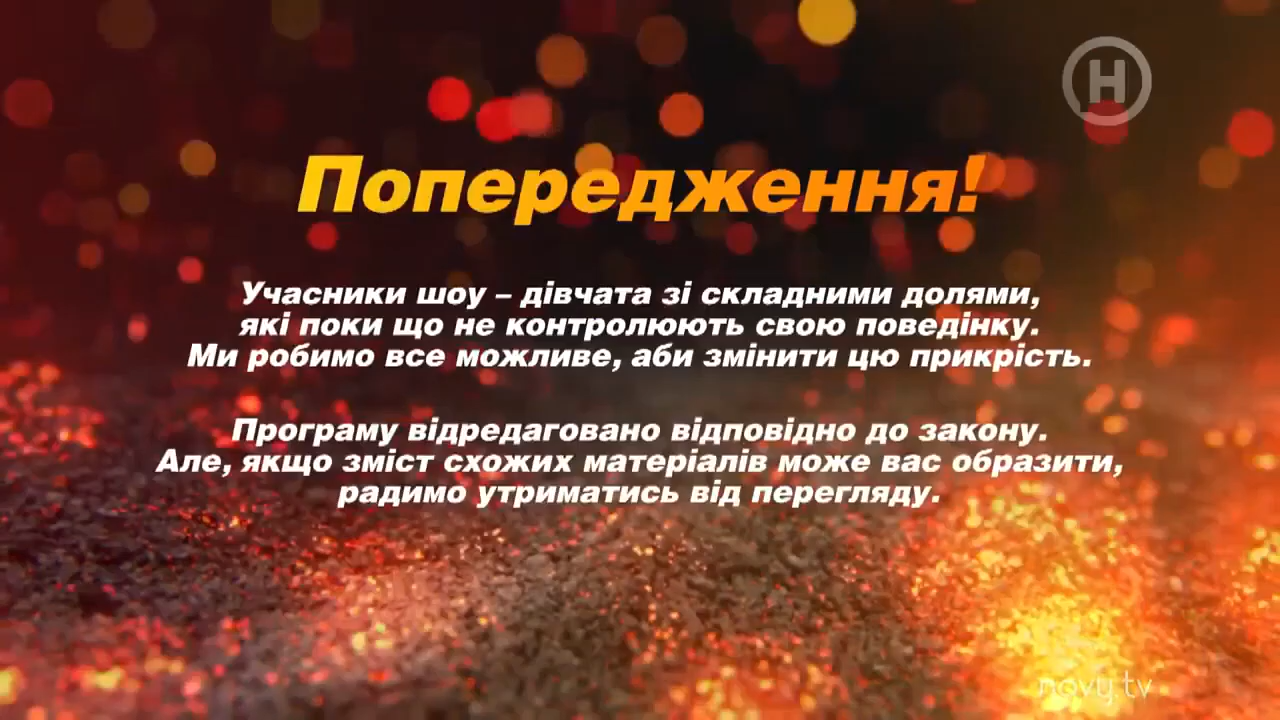 H
Попередження!
Учасники шоу – дівчата зі складними долями,
які поки що не контролюють свою поведінку.
Ми робимо все можливе, аби змінити цю прикрість.
Програму відредаговано відповідно до закону.
Але, якщо зміст схожих матеріалів може вас образити,
радимо утриматись від перегляду.
novy.tv